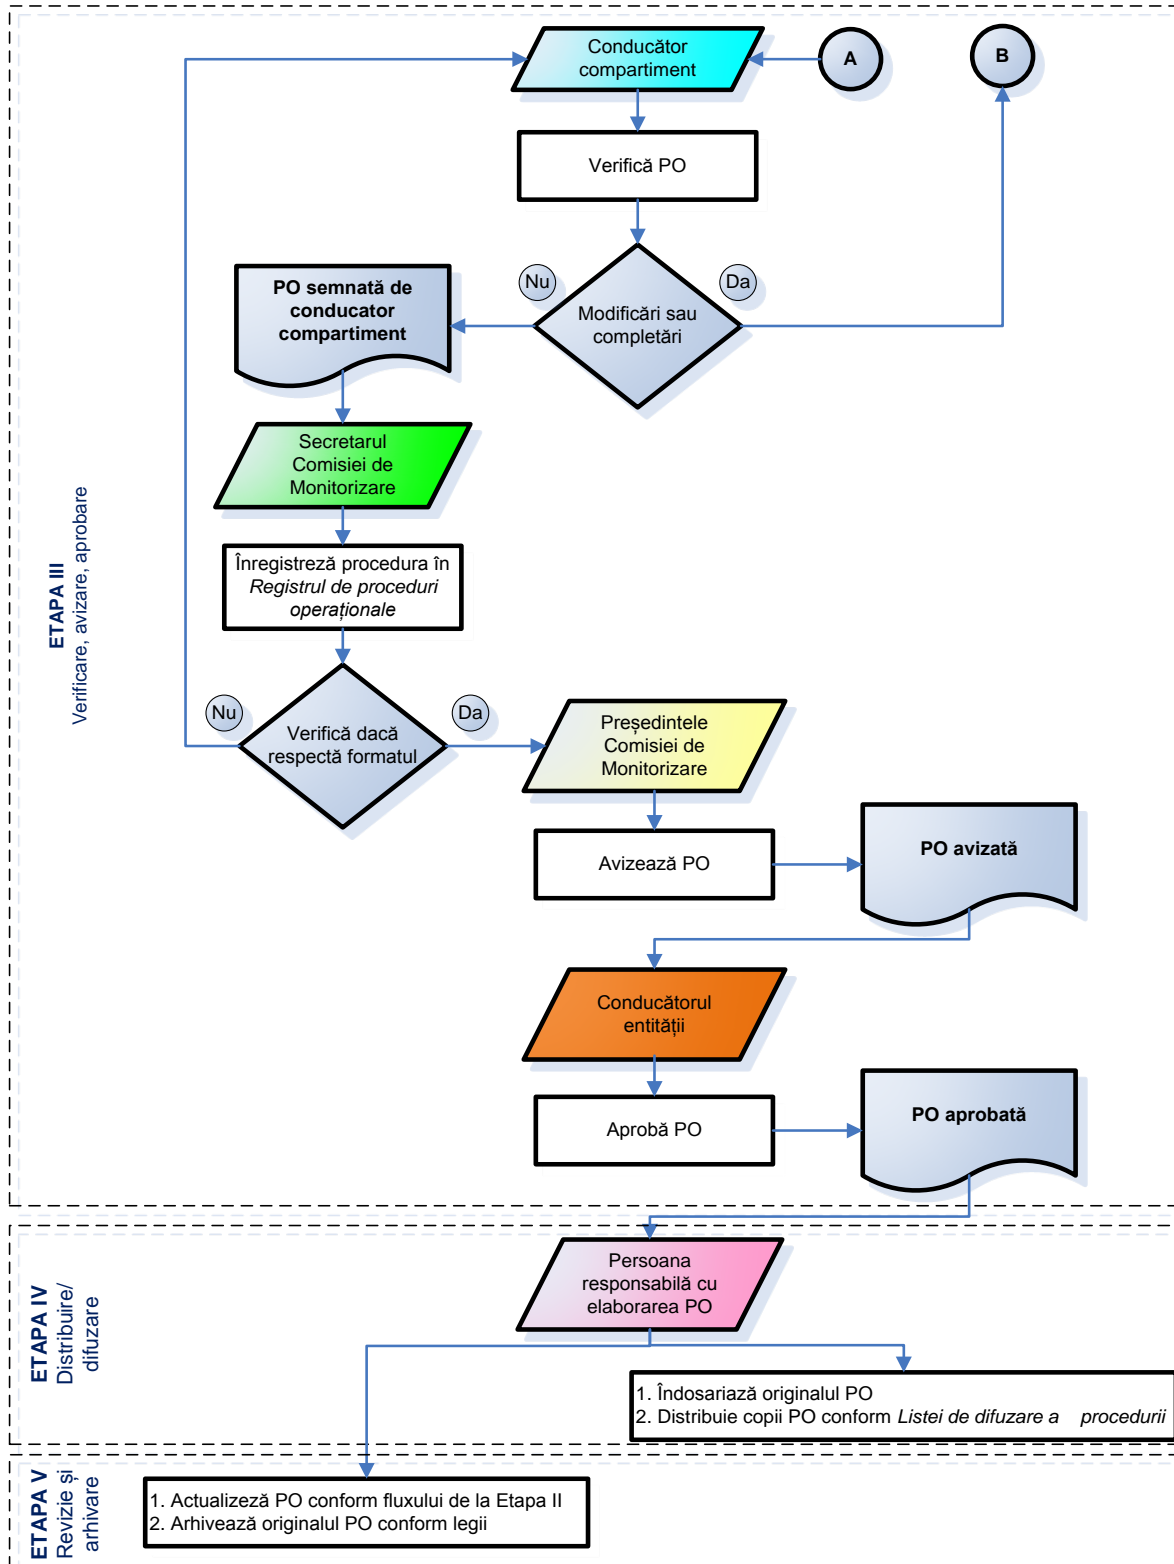 Conducător
compartiment
A
B
Verifică PO
Nu
Da
Modificări sau
completări
PO semnată de
conducator
compartiment
Secretarul
Comisiei de
Monitorizare
Înregistreză procedura în
Registrul de proceduri
operaționale
ETAPA III
Verificare, avizare, aprobare
Nu
Da
Verifică dacă
respectă formatul
Președintele
Comisiei de
Monitorizare
Avizează PO
PO avizată
Conducătorul
entității
Aprobă PO
PO aprobată
ETAPA IV
Distribuire/
difuzare
Persoana
responsabilă cu
elaborarea PO
1. Îndosariază originalul PO
2. Distribuie copii PO conform Listei de difuzare a procedurii
ETAPA V
Revizie și
arhivare
1. Actualizeză PO conform fluxului de la Etapa II
2. Arhivează originalul PO conform legii